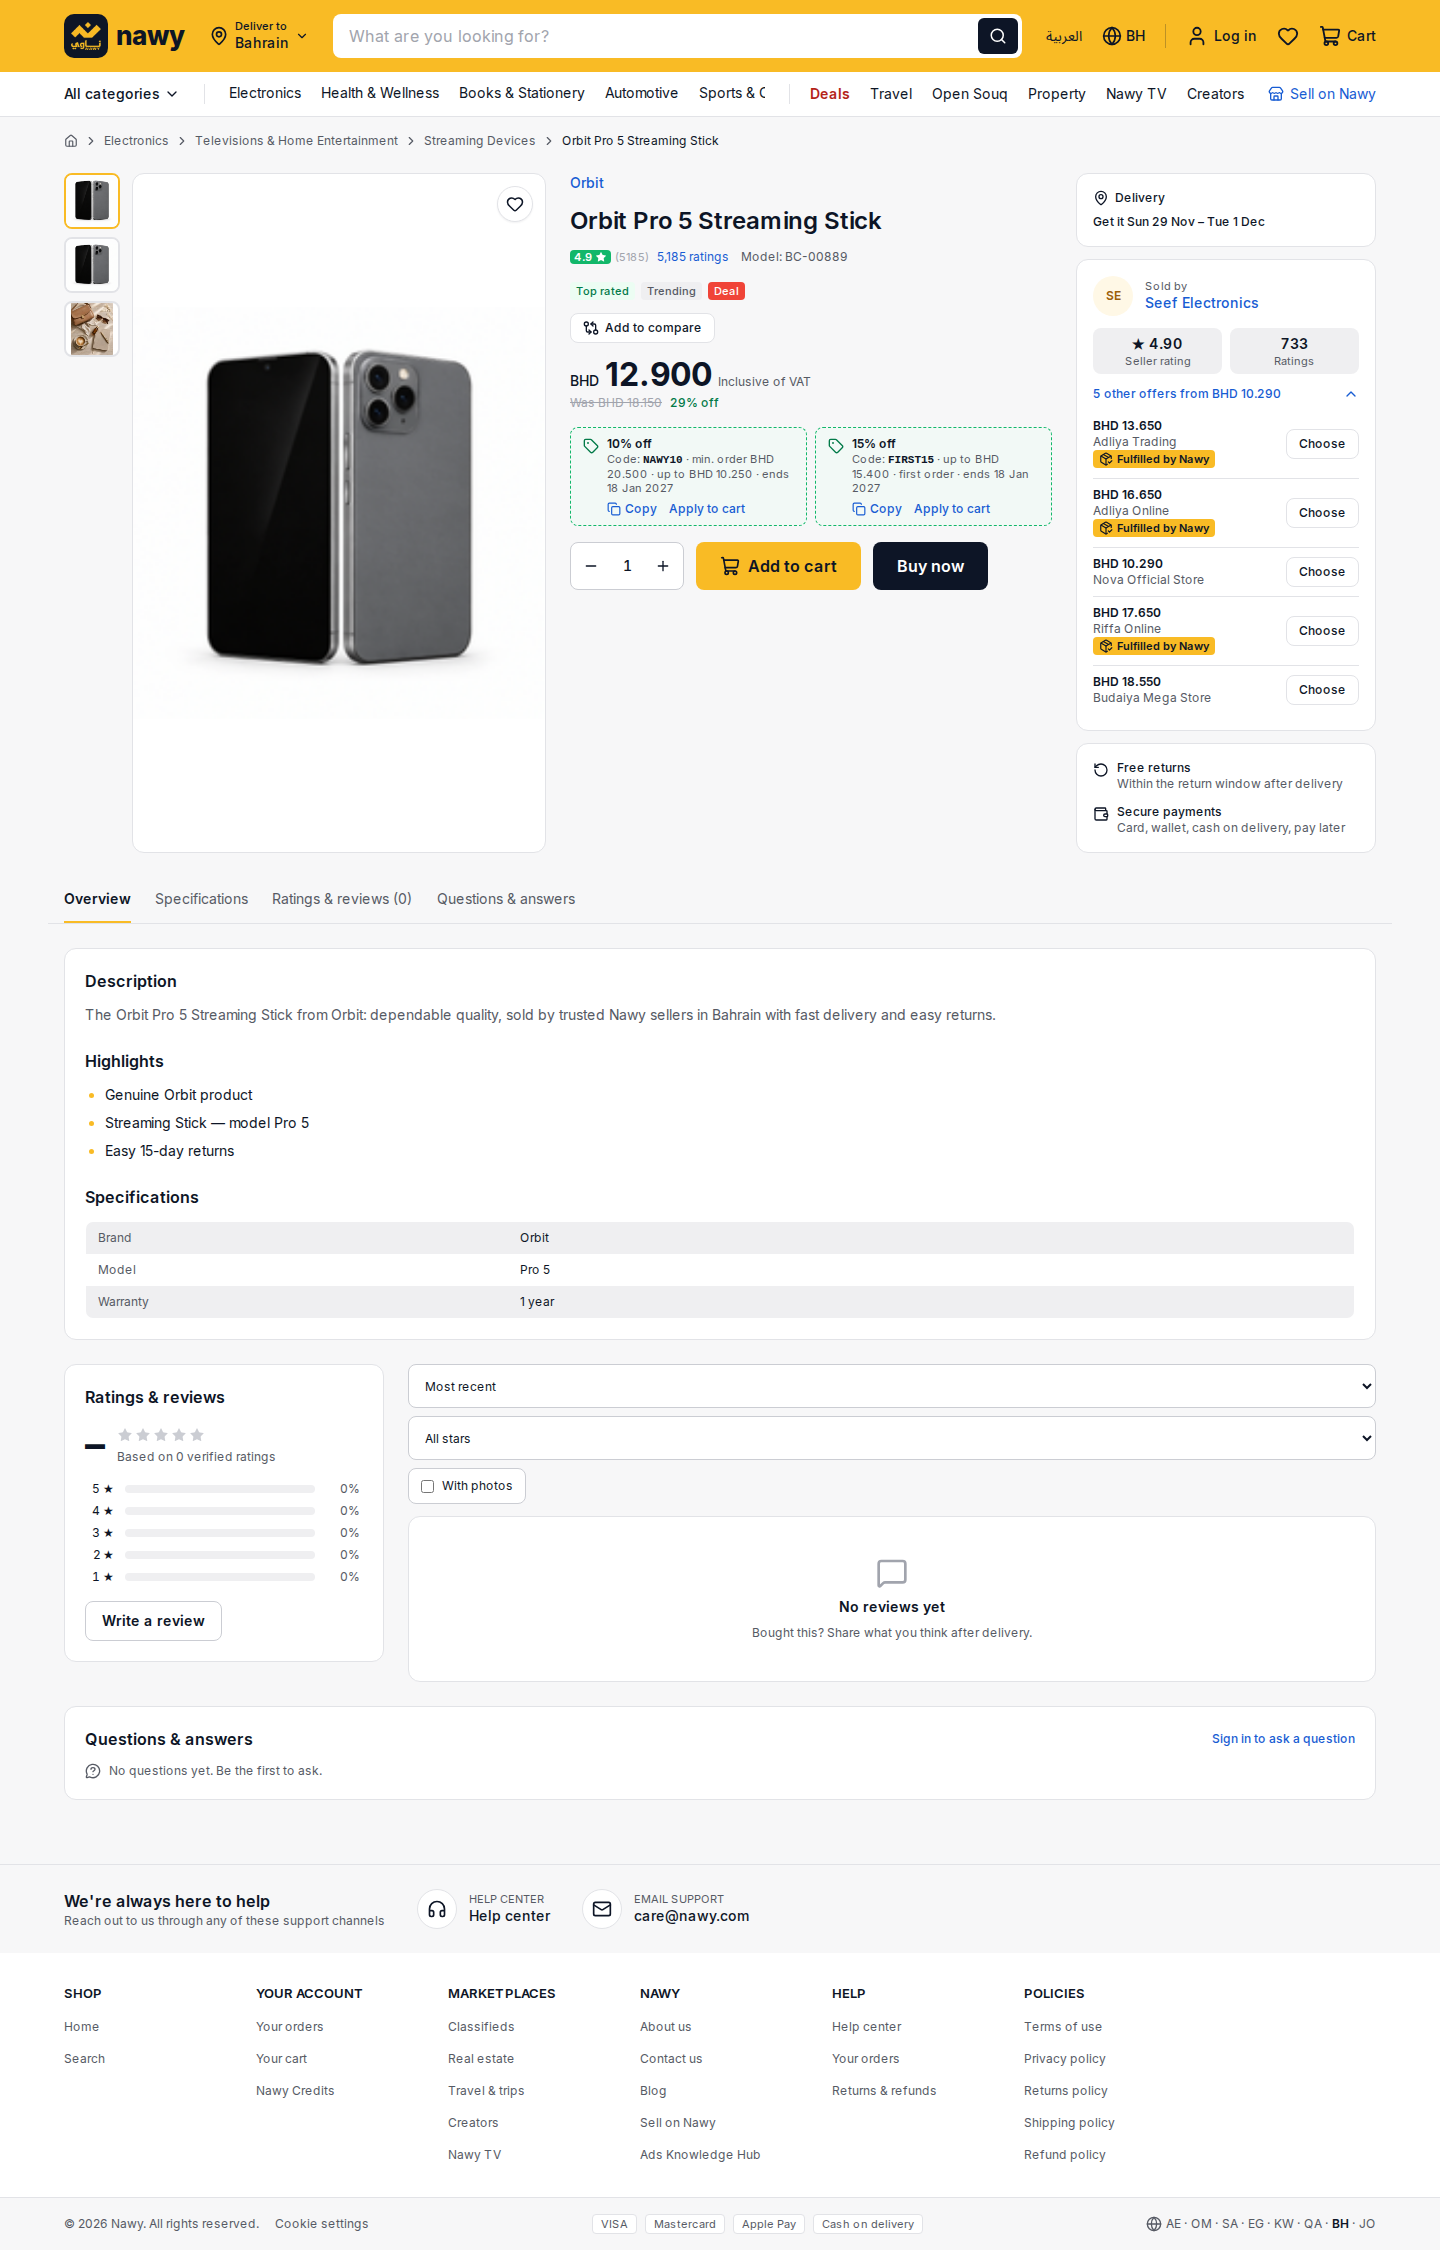 نـــاوي
NAWY
nawy
Deliver to
Bahrain
What are you looking for?
العربية
BH
Log in
Cart
All categories
Electronics
Health & Wellness
Books & Stationery
Automotive
Sports &
Deals
Travel
Open Souq
Property
Nawy TV
Creators
Sell on Nawy
Electronics
Televisions & Home Entertainment
Streaming Devices
Orbit Pro 5 Streaming Stick
Orbit
Orbit Pro 5 Streaming Stick
4.9 ★ (5185) 5,185 ratings Model: BC-00889
Top rated Trending Deal
Add to compare
BHD 12.900 Inclusive of VAT
Was BHD 18.150 29% off
10% off
Code: NAWY10 · min. order BHD
20.500 · up to BHD 10.250 · ends
18 Jan 2027
Copy Apply to cart
15% off
Code: FIRST15 · up to BHD
15.400 · first order · ends 18 Jan
2027
Copy Apply to cart
1
Add to cart
Buy now
Delivery
Get it Sun 29 Nov – Tue 1 Dec
SE
Sold by
Seef Electronics
★ 4.90
Seller rating
733
Ratings
5 other offers from BHD 10.290
BHD 13.650
Adliya Trading
Fulfilled by Nawy
Choose
BHD 16.650
Adliya Online
Fulfilled by Nawy
Choose
BHD 10.290
Nova Official Store
Choose
BHD 17.650
Riffa Online
Fulfilled by Nawy
Choose
BHD 18.550
Budaiya Mega Store
Choose
Free returns
Within the return window after delivery
Secure payments
Card, wallet, cash on delivery, pay later
Overview
Specifications
Ratings & reviews (0)
Questions & answers
Description
The Orbit Pro 5 Streaming Stick from Orbit: dependable quality, sold by trusted Nawy sellers in Bahrain with fast delivery and easy returns.
Highlights
Genuine Orbit product
Streaming Stick — model Pro 5
Easy 15-day returns
Specifications
Brand Orbit
Model Pro 5
Warranty 1 year
Ratings & reviews
–
Based on 0 verified ratings
5 ★ 0%
4 ★ 0%
3 ★ 0%
2 ★ 0%
1 ★ 0%
Write a review
Most recent
All stars
With photos
No reviews yet
Bought this? Share what you think after delivery.
Questions & answers
Sign in to ask a question
No questions yet. Be the first to ask.
We're always here to help
Reach out to us through any of these support channels
HELP CENTER
Help center
EMAIL SUPPORT
care@nawy.com
SHOP
Home
Search
YOUR ACCOUNT
Your orders
Your cart
Nawy Credits
MARKETPLACES
Classifieds
Real estate
Travel & trips
Creators
Nawy TV
NAWY
About us
Contact us
Blog
Sell on Nawy
Ads Knowledge Hub
HELP
Help center
Your orders
Returns & refunds
POLICIES
Terms of use
Privacy policy
Returns policy
Shipping policy
Refund policy
© 2026 Nawy. All rights reserved.
Cookie settings
VISA
Mastercard
Apple Pay
Cash on delivery
AE · OM · SA · EG · KW · QA · BH · JO